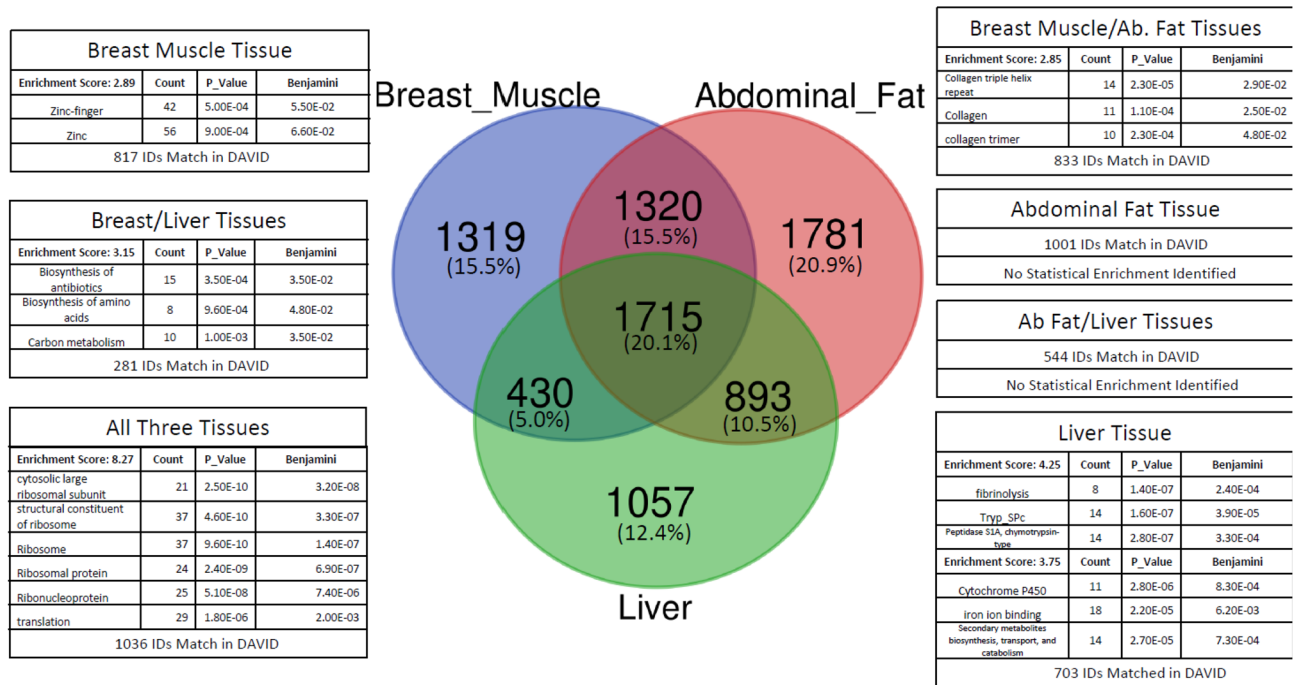 Breast Muscle Tissue
Enrichment Score: 2.89 Count P_Value Benjamini
Zinc-finger 42 5.00E-04 5.50E-02
Zinc 56 9.00E-04 6.60E-02
817 IDs Match in DAVID
Breast/Liver Tissues
Enrichment Score: 3.15 Count P_Value Benjamini
Biosynthesis of
antibiotics 15 3.50E-04 3.50E-02
Biosynthesis of amino
acids 8 9.60E-04 4.80E-02
Carbon metabolism 10 1.00E-03 3.50E-02
281 IDs Match in DAVID
All Three Tissues
Enrichment Score: 8.27 Count P_Value Benjamini
cytosolic large
ribosomal subunit 21 2.50E-10 3.20E-08
structural constituent
of ribosome 37 4.60E-10 3.30E-07
Ribosome 37 9.60E-10 1.40E-07
Ribosomal protein 24 2.40E-09 6.90E-07
Ribonucleoprotein 25 5.10E-08 7.40E-06
translation 29 1.80E-06 2.00E-03
1036 IDs Match in DAVID
Breast_Muscle
Abdominal_Fat
1319
(15.5%)
1320
(15.5%)
1781
(20.9%)
1715
(20.1%)
430
(5.0%)
893
(10.5%)
1057
(12.4%)
Liver
Breast Muscle/Ab. Fat Tissues
Enrichment Score: 2.85 Count P_Value Benjamini
Collagen triple helix
repeat 14 2.30E-05 2.90E-02
Collagen 11 1.10E-04 2.50E-02
collagen trimer 10 2.30E-04 4.80E-02
833 IDs Match in DAVID
Abdominal Fat Tissue
1001 IDs Match in DAVID
No Statistical Enrichment Identified
Ab Fat/Liver Tissues
544 IDs Match in DAVID
No Statistical Enrichment Identified
Liver Tissue
Enrichment Score: 4.25 Count P_Value Benjamini
fibrinolysis 8 1.40E-07 2.40E-04
Tryp_SPc 14 1.60E-07 3.90E-05
Peptidase S1A, chymotrypsin-
type 14 2.80E-07 3.30E-04
Enrichment Score: 3.75 Count P_Value Benjamini
Cytochrome P450 11 2.80E-06 8.30E-04
iron ion binding 18 2.20E-05 6.20E-03
Secondary metabolites
biosynthesis, transport, and
catabolism 14 2.70E-05 7.30E-04
703 IDs Matched in DAVID